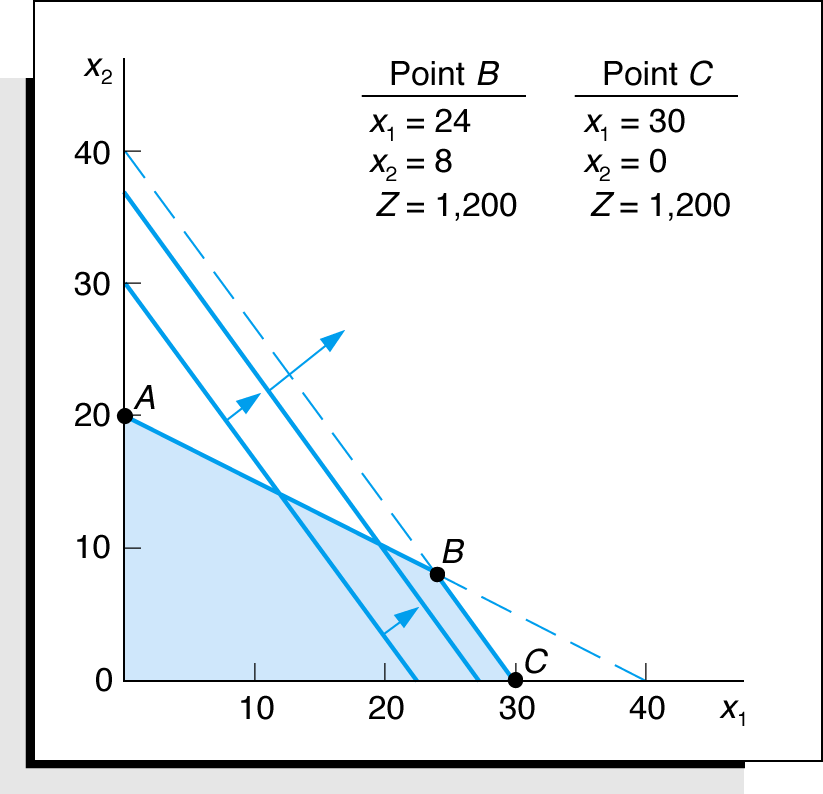 x₂
Point B
x₁ = 24
x₂ = 8
Z = 1,200
Point C
x₁ = 30
x₂ = 0
Z = 1,200
40
30
20
10
0
A
B
C
10 20 30 40 x₁